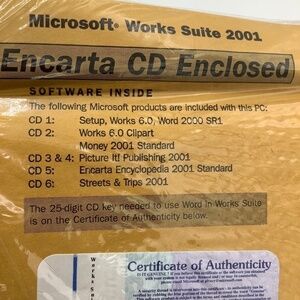 Microsoft® Works Suite 2001
Encarta CD Enclosed
SOFTWARE INSIDE
The following Microsoft products are included with this PC:
CD 1: Setup, Works 6.0, Word 2000 SR1
CD 2: Works 6.0 Clipart
Money 2001 Standard
CD 3 & 4: Picture It! Publishing 2001
CD 5: Encarta Encyclopedia 2001 Standard
CD 6: Streets & Trips 2001
The 25-digit CD key needed to use Word in Works Suite
is on the Certificate of Authenticity below.
Certificate of Authenticity